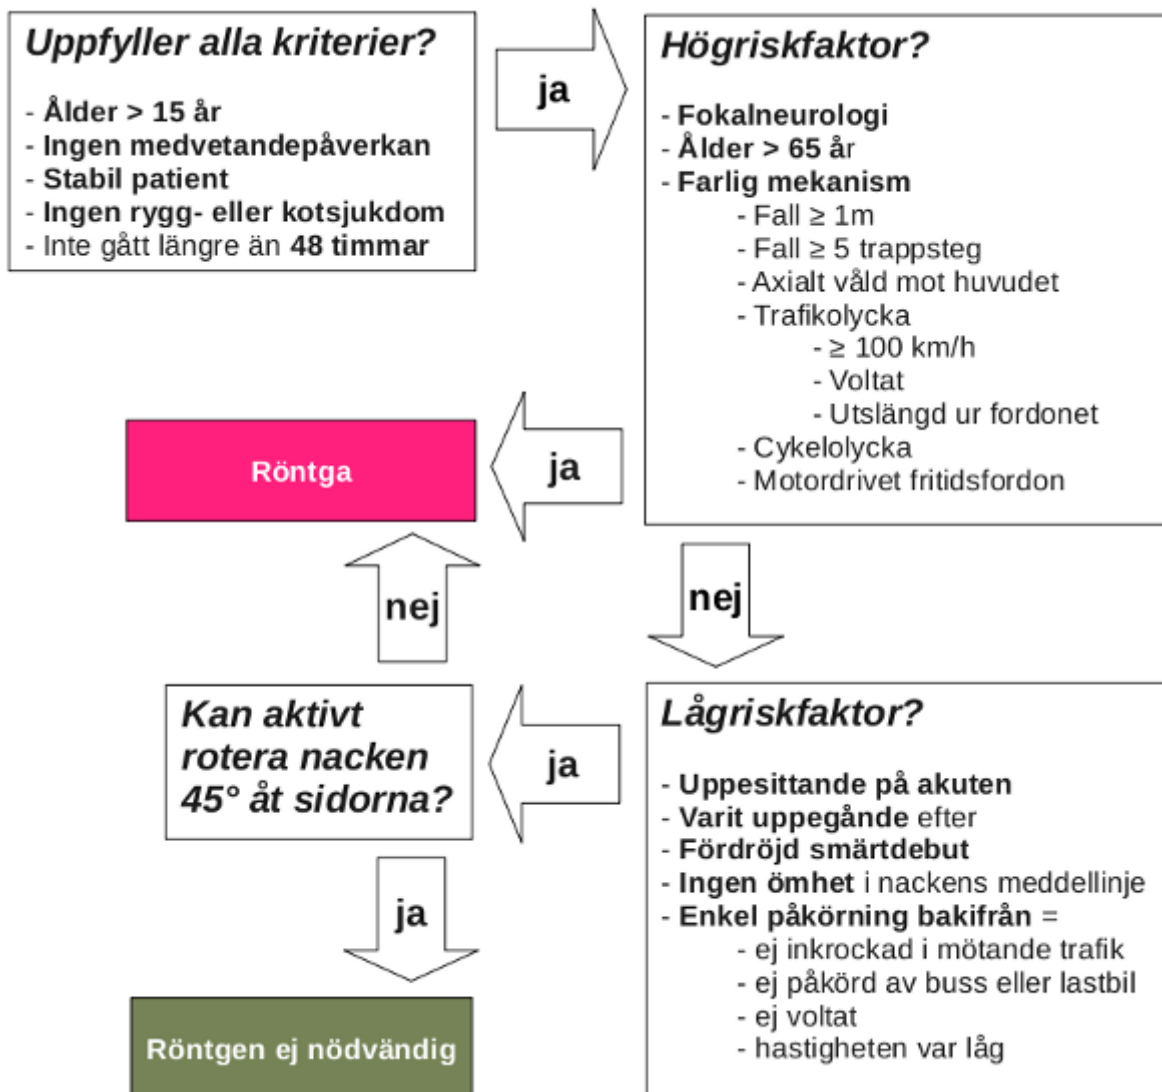 Uppfyller alla kriterier?
- Ålder > 15 år
- Ingen medvetandepåverkan
- Stabil patient
- Ingen rygg- eller kotsjukdom
- Inte gått längre än 48 timmar
ja
Högriskfaktor?
- Fokalneurologi
- Ålder > 65 år
- Farlig mekanism
- Fall ≥ 1m
- Fall ≥ 5 trappsteg
- Axialt våld mot huvudet
- Trafikolycka
- ≥ 100 km/h
- Voltat
- Utslängd ur fordonet
- Cykelolycka
- Motordrivet fritidsfordon
ja
Röntga
nej
nej
Lågriskfaktor?
- Uppesittande på akuten
- Varit uppegånde efter
- Fördröjd smärtdebut
- Ingen ömhet i nackens meddellinje
- Enkel påkörning bakifrån =
- ej inkrockad i mötande trafik
- ej påkörd av buss eller lastbil
- ej voltat
- hastigheten var låg
ja
Kan aktivt
rotera nacken
45° åt sidorna?
ja
Röntgen ej nödvändig